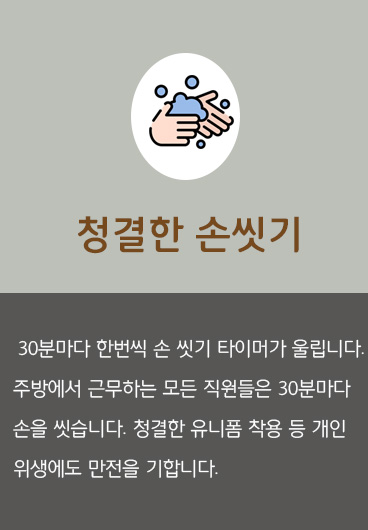 청결한 손씻기
30분마다 한번씩 손 씻기 타이머가 울립니다.
주방에서 근무하는 모든 직원들은 30분마다
손을 씻습니다. 청결한 유니폼 착용 등 개인
위생에도 만전을 기합니다.